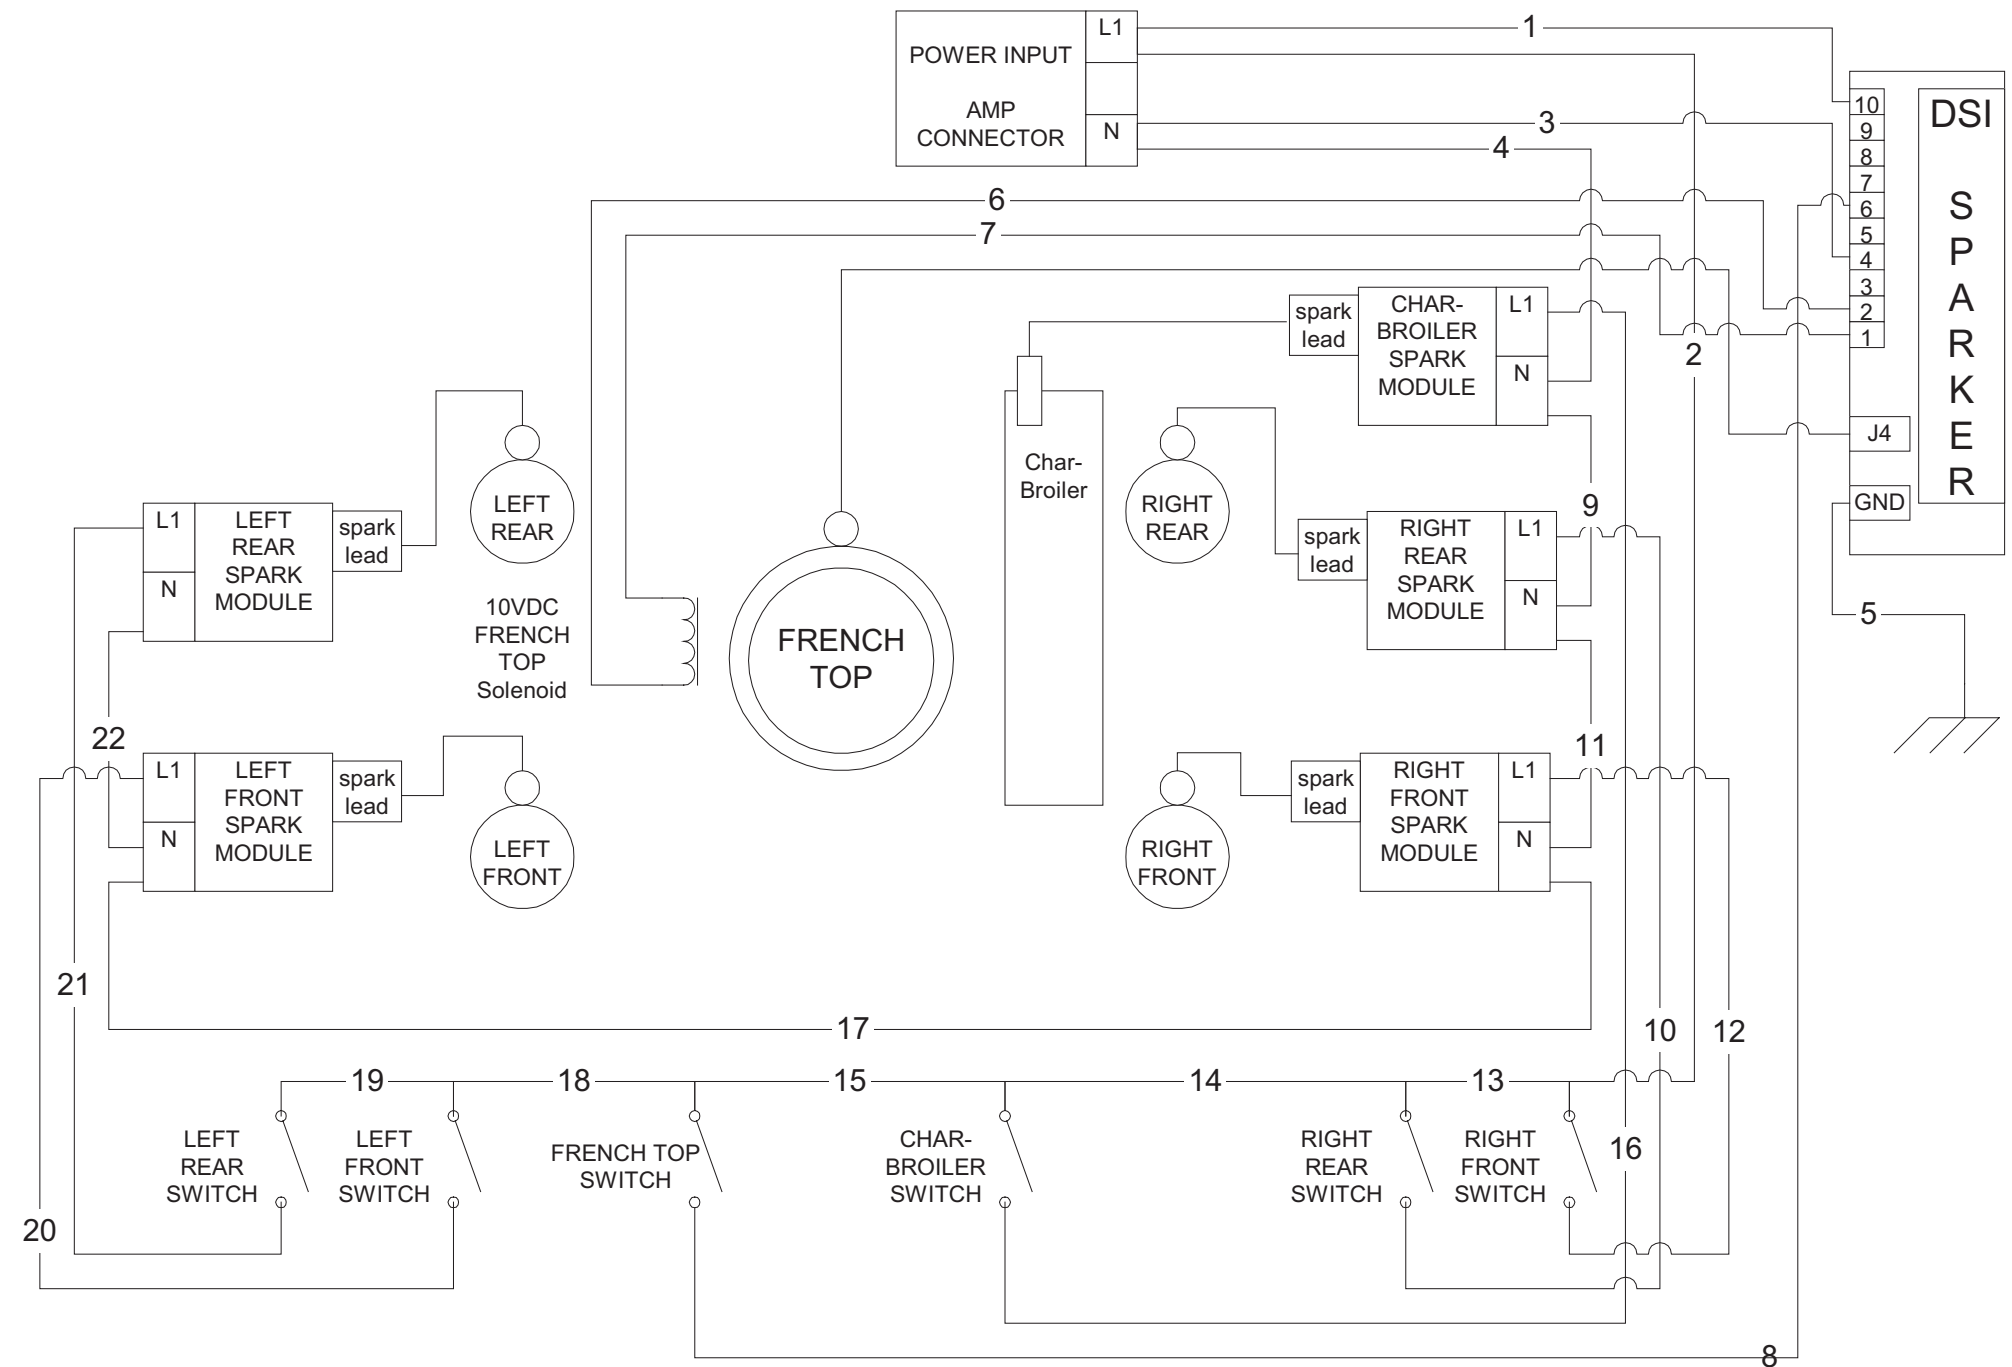 POWER INPUT
AMP
CONNECTOR
L1
N
1
3
4
6
7
2
10
9
8
7
6
5
4
3
2
1
J4
GND
DSI
S
P
A
R
K
E
R
5
spark
lead
CHAR-
BROILER
SPARK
MODULE
L1
N
Char-
Broiler
LEFT
REAR
RIGHT
REAR
9
L1
N
LEFT
REAR
SPARK
MODULE
spark
lead
spark
lead
RIGHT
REAR
SPARK
MODULE
L1
N
10VDC
FRENCH
TOP
Solenoid
FRENCH
TOP
22
11
L1
N
LEFT
FRONT
SPARK
MODULE
spark
lead
LEFT
FRONT
RIGHT
FRONT
spark
lead
RIGHT
FRONT
SPARK
MODULE
L1
N
21
17
10
12
19
18
15
14
13
LEFT
REAR
SWITCH
LEFT
FRONT
SWITCH
FRENCH TOP
SWITCH
CHAR-
BROILER
SWITCH
RIGHT
REAR
SWITCH
RIGHT
FRONT
SWITCH
16
20
8